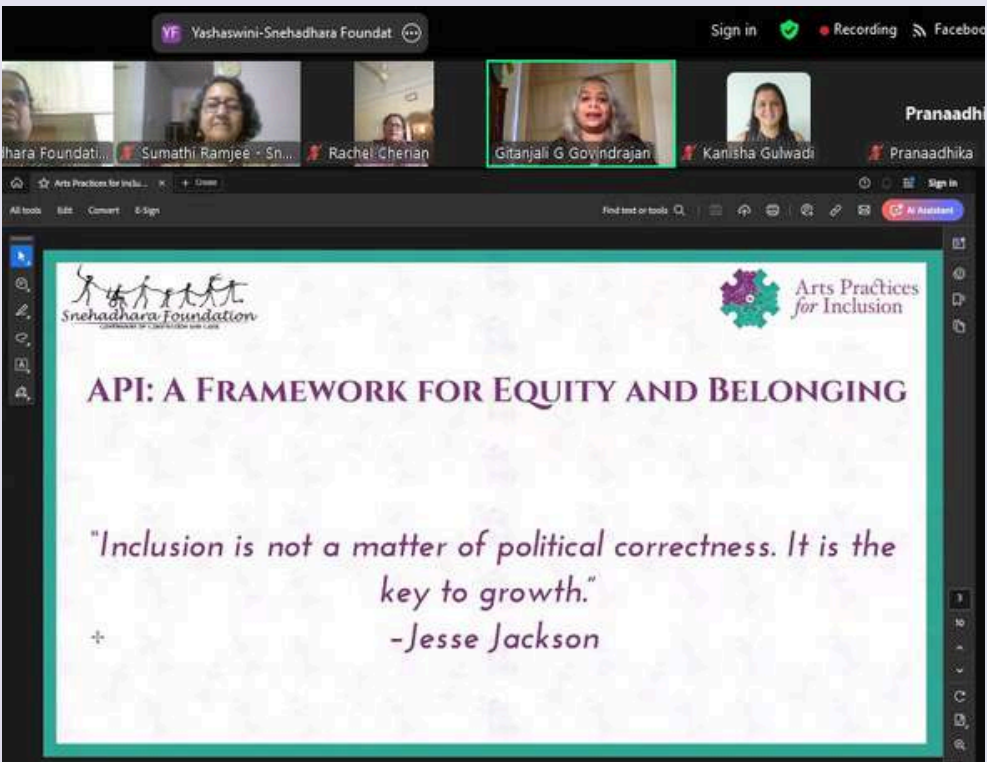 YF Yashaswini-Snehadhara Foundat
Sign in
Recording
Faceboo
hara Foundati...
Sumathi Ramjee - Sn...
Rachel Cherian
Gitanjali G Govindrajan
Kanisha Gulwadi
Pranaadhi
Pranaadhika
Arts Practices for Inclu... × + Create
Sign in
All tools Edit Convert E-Sign
Find text or tools
AI Assistant
Snehadhara Foundation
Arts Practices
for Inclusion
API: A Framework for Equity and Belonging
"Inclusion is not a matter of political correctness. It is the
key to growth."
-Jesse Jackson
3
10